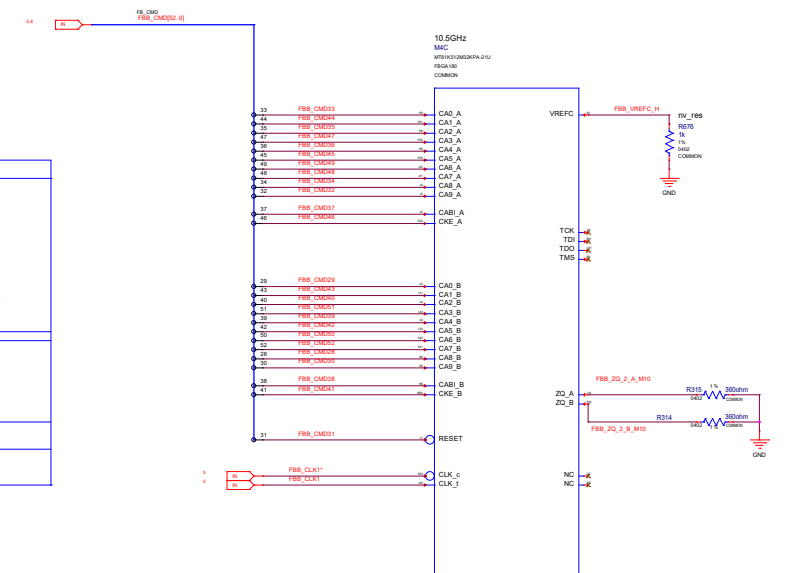 FB_CMD
5,8 IN FBB_CMD[52..0]
10.5GHz
M4C
MT61K512M32KPA-21U
FBGA180
COMMON
33 FBB_CMD33 CA0_A
44 FBB_CMD44 CA1_A
35 FBB_CMD35 CA2_A
47 FBB_CMD47 CA3_A
36 FBB_CMD36 CA4_A
45 FBB_CMD45 CA5_A
49 FBB_CMD49 CA6_A
48 FBB_CMD48 CA7_A
34 FBB_CMD34 CA8_A
32 FBB_CMD32 CA9_A
37 FBB_CMD37 CABI_A
46 FBB_CMD46 CKE_A
VREFC FBB_VREFC_H
nv_res
R676
1k
1%
0402
COMMON
GND
TCK
TDI
TDO
TMS
29 FBB_CMD29 CA0_B
43 FBB_CMD43 CA1_B
40 FBB_CMD40 CA2_B
51 FBB_CMD51 CA3_B
39 FBB_CMD39 CA4_B
42 FBB_CMD42 CA5_B
50 FBB_CMD50 CA6_B
52 FBB_CMD52 CA7_B
28 FBB_CMD28 CA8_B
30 FBB_CMD30 CA9_B
38 FBB_CMD38 CABI_B
41 FBB_CMD41 CKE_B
FBB_ZQ_2_A_M10
ZQ_A R315 1% 360ohm
0402 COMMON
ZQ_B
R314 360ohm
FBB_ZQ_2_B_M10 0402 1% COMMON
GND
31 FBB_CMD31 RESET
5 IN FBB_CLK1* CLK_c
5 IN FBB_CLK1 CLK_t
NC
NC